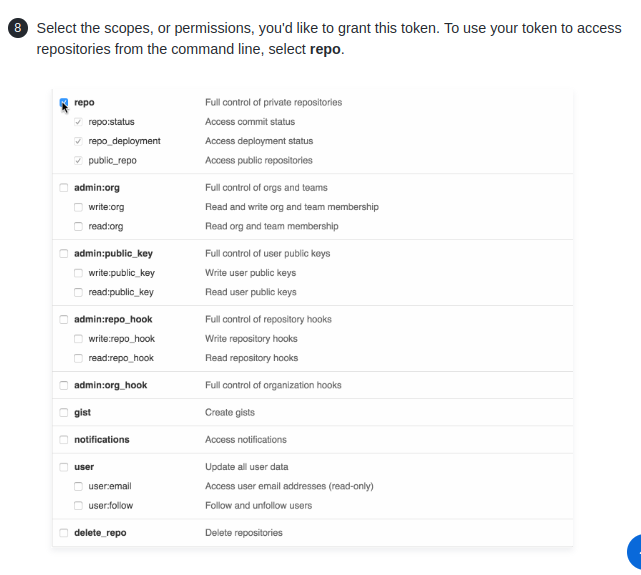 8 Select the scopes, or permissions, you'd like to grant this token. To use your token to access
repositories from the command line, select repo.
repo Full control of private repositories
repo:status Access commit status
repo_deployment Access deployment status
public_repo Access public repositories
admin:org Full control of orgs and teams
write:org Read and write org and team membership
read:org Read org and team membership
admin:public_key Full control of user public keys
write:public_key Write user public keys
read:public_key Read user public keys
admin:repo_hook Full control of repository hooks
write:repo_hook Write repository hooks
read:repo_hook Read repository hooks
admin:org_hook Full control of organization hooks
gist Create gists
notifications Access notifications
user Update all user data
user:email Access user email addresses (read-only)
user:follow Follow and unfollow users
delete_repo Delete repositories